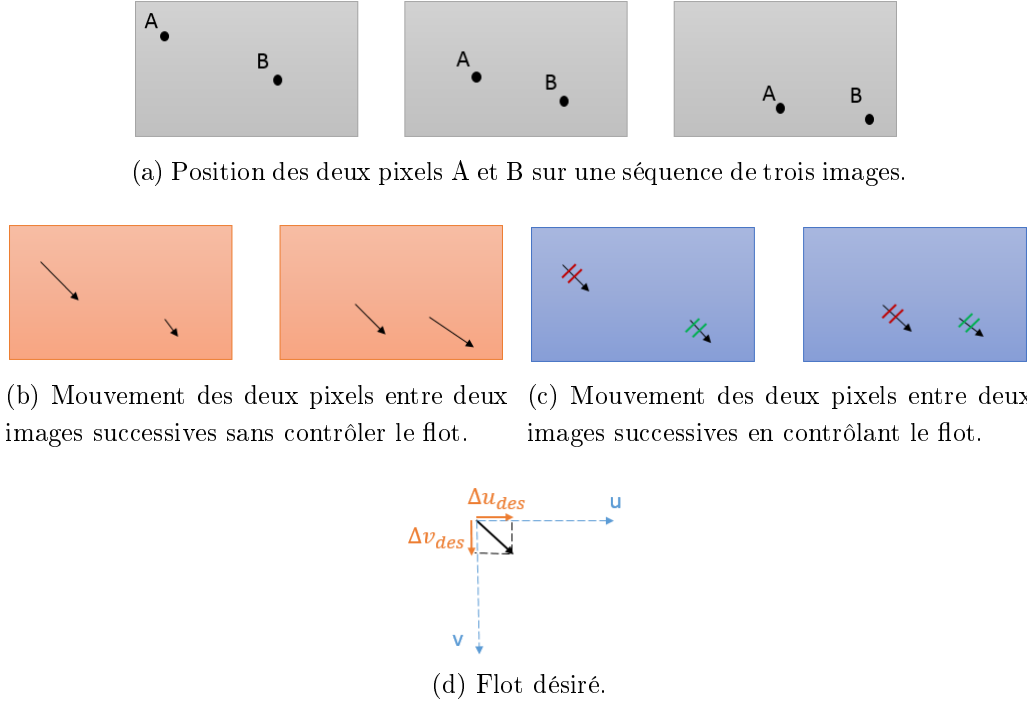 A
B
A
B
A
B
(a) Position des deux pixels A et B sur une séquence de trois images.
(b) Mouvement des deux pixels entre deux
images successives sans contrôler le flot.
(c) Mouvement des deux pixels entre deux
images successives en contrôlant le flot.
Δu_des
u
Δv_des
v
(d) Flot désiré.